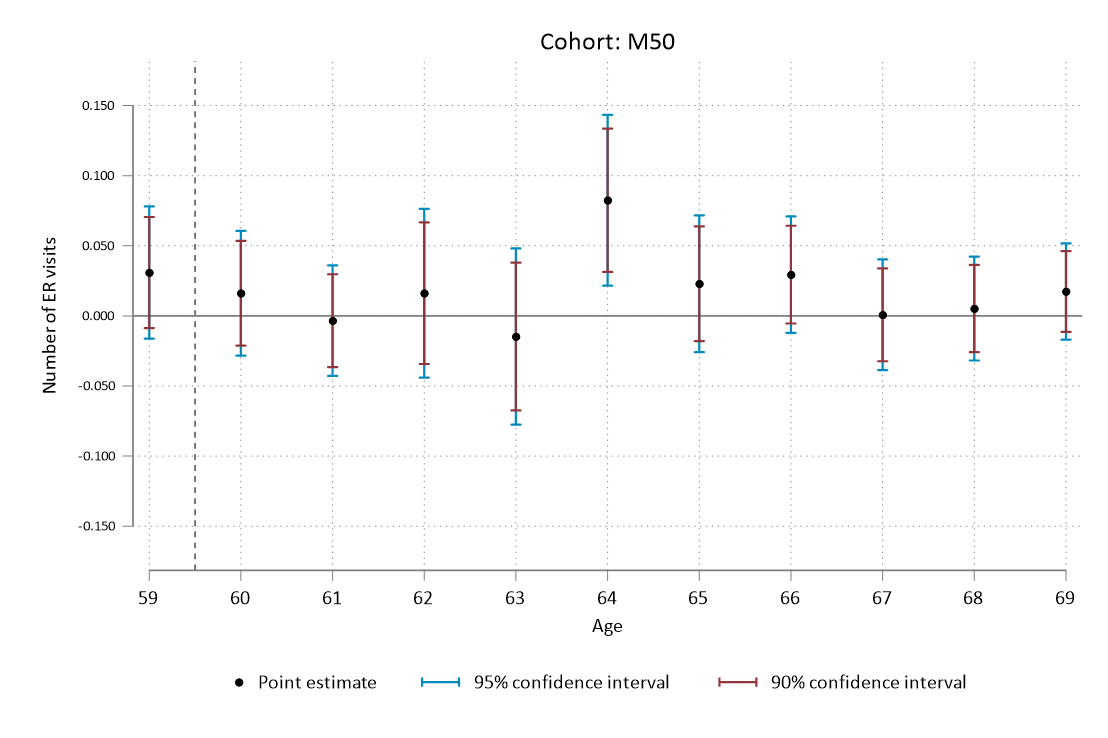 Cohort: M50
Number of ER visits
0.150
0.100
0.050
0.000
-0.050
-0.100
-0.150
59 60 61 62 63 64 65 66 67 68 69
Age
Point estimate 95% confidence interval 90% confidence interval